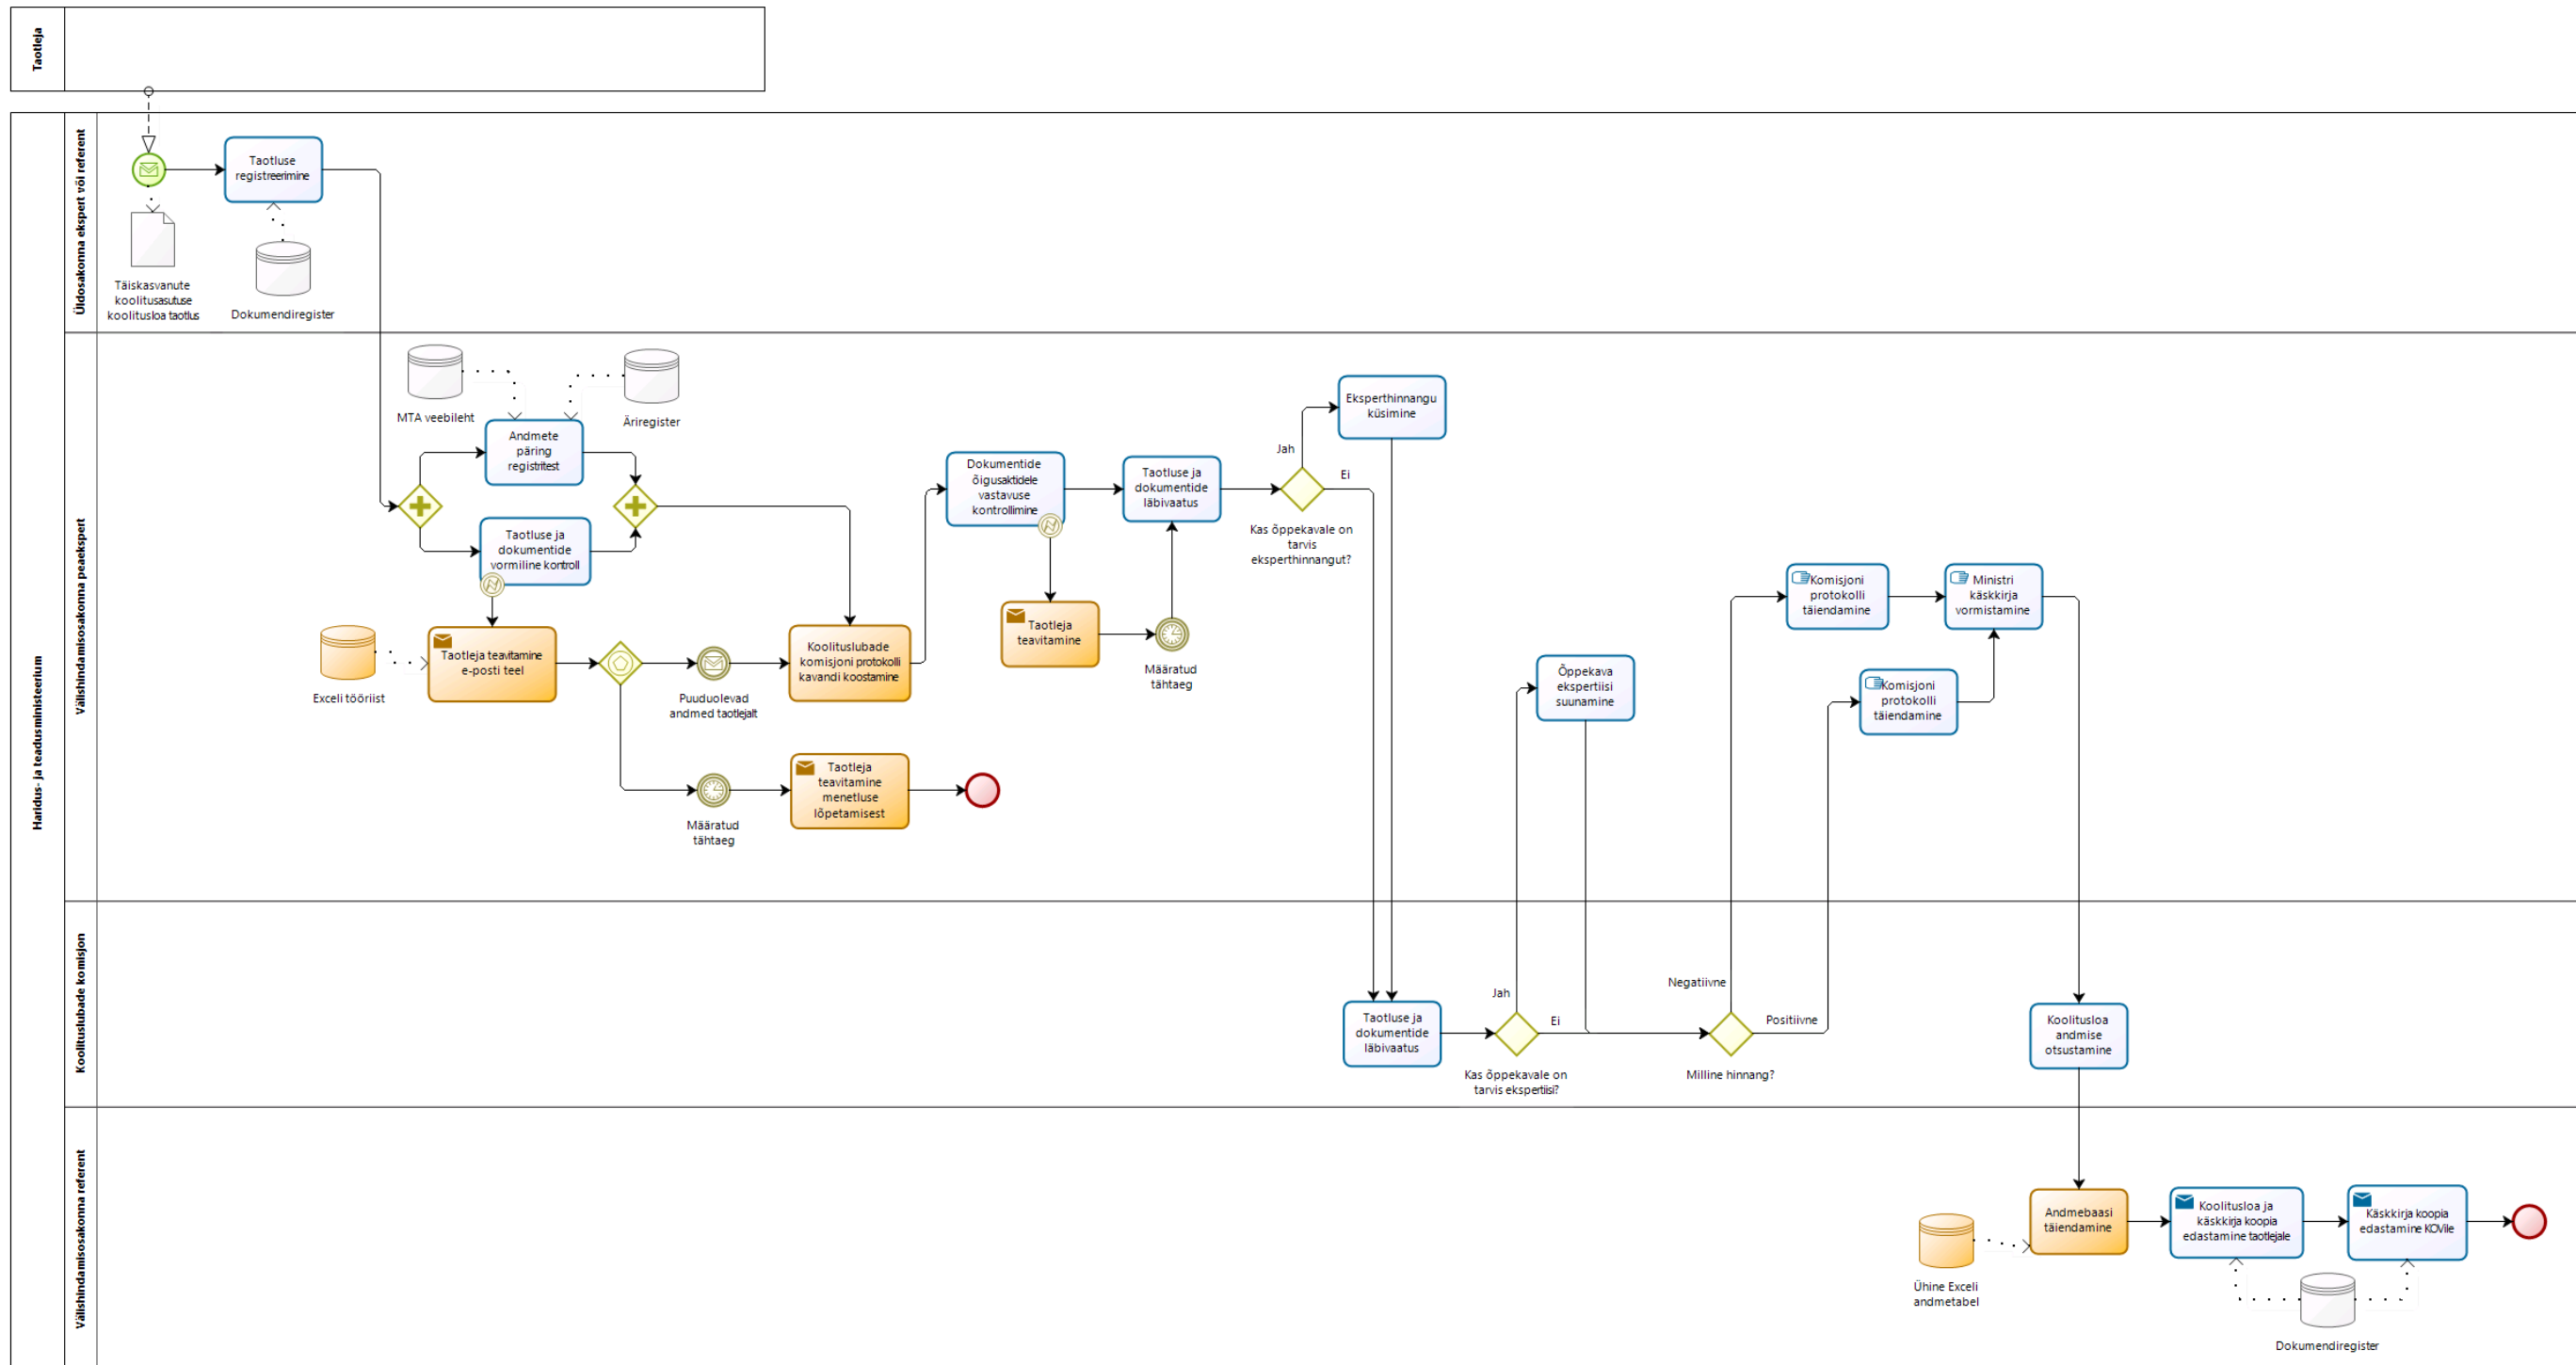 Taotleja
Haridus- ja teadusministeerium
Üldosakonna ekspert või referent
Taotluse
registreerimine
Täiskasvanute
koolitusasutuse
koolitusloa taotlus
Dokumendiregister
Välishindamisosakonna peaekspert
MTA veebileht
Äriregister
Andmete
päring
registritest
Taotluse ja
dokumentide
vormiline kontroll
Exceli tööriist
Taotleja teavitamine
e-posti teel
Puuduolevad
andmed taotlejalt
Määratud
tähtaeg
Koolituslubade
komisjoni protokolli
kavandi koostamine
Taotleja
teavitamine
menetluse
lõpetamisest
Dokumentide
õigusaktidele
vastavuse
kontrollimine
Taotleja
teavitamine
Määratud
tähtaeg
Taotluse ja
dokumentide
läbivaatus
Jah
Ei
Kas õppekavale on
tarvis
eksperthinnangut?
Eksperthinnangu
küsimine
Õppekava
ekspertiisi
suunamine
Komisjoni
protokolli
täiendamine
Ministri
käskkirja
vormistamine
Komisjoni
protokolli
täiendamine
Koolituslubade komisjon
Taotluse ja
dokumentide
läbivaatus
Jah
Ei
Kas õppekavale on
tarvis ekspertiisi?
Negatiivne
Positiivne
Milline hinnang?
Koolitusloa
andmise
otsustamine
Välishindamisosakonna referent
Ühine Exceli
andmetabel
Andmebaasi
täiendamine
Koolitusloa ja
käskkirja koopia
edastamine taotlejale
Käskkirja koopia
edastamine KOVile
Dokumendiregister